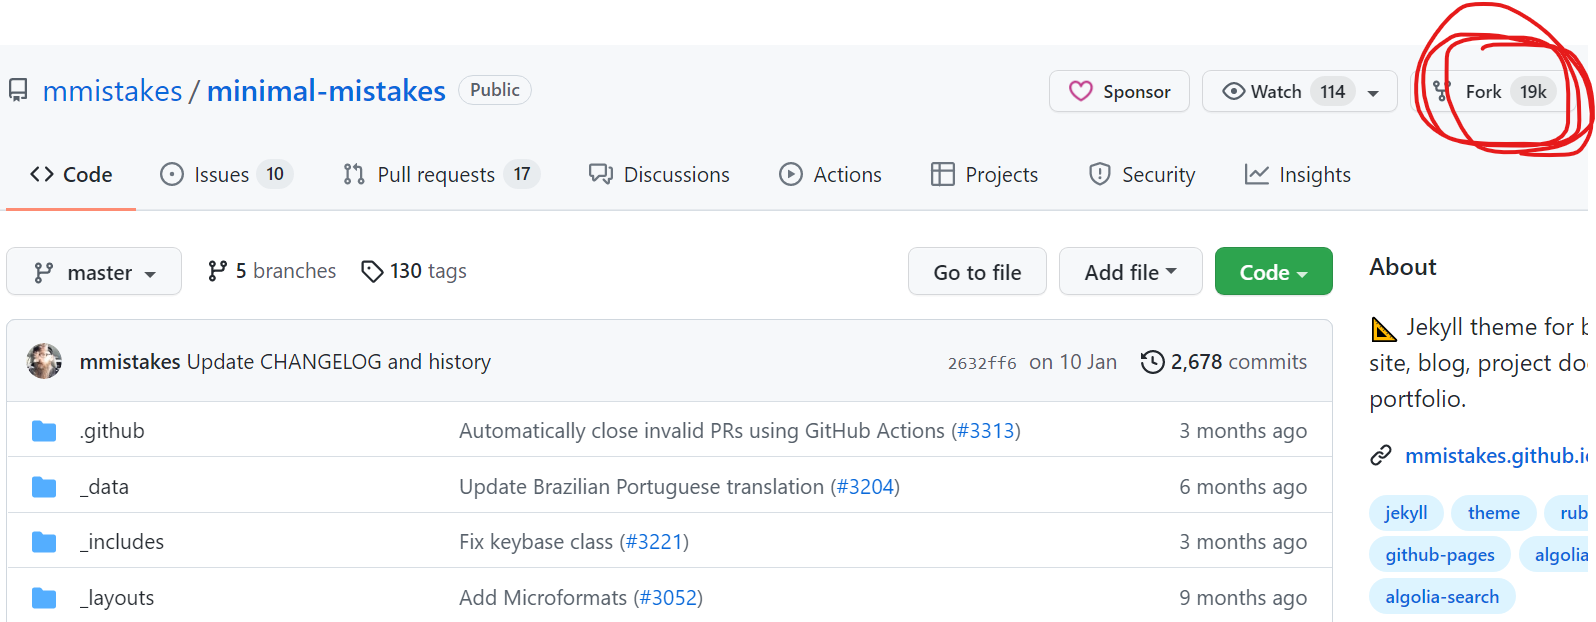 mmistakes / minimal-mistakes Public Sponsor Watch 114 Fork 19k
Code Issues 10 Pull requests 17 Discussions Actions Projects Security Insights
master 5 branches 130 tags Go to file Add file Code
mmistakes Update CHANGELOG and history 2632ff6 on 10 Jan 2,678 commits
.github Automatically close invalid PRs using GitHub Actions (#3313) 3 months ago
_data Update Brazilian Portuguese translation (#3204) 6 months ago
_includes Fix keybase class (#3221) 3 months ago
_layouts Add Microformats (#3052) 9 months ago
About
Jekyll theme for
site, blog, project
portfolio.
mmistakes.github.i
jekyll theme rub
github-pages algolia
algolia-search